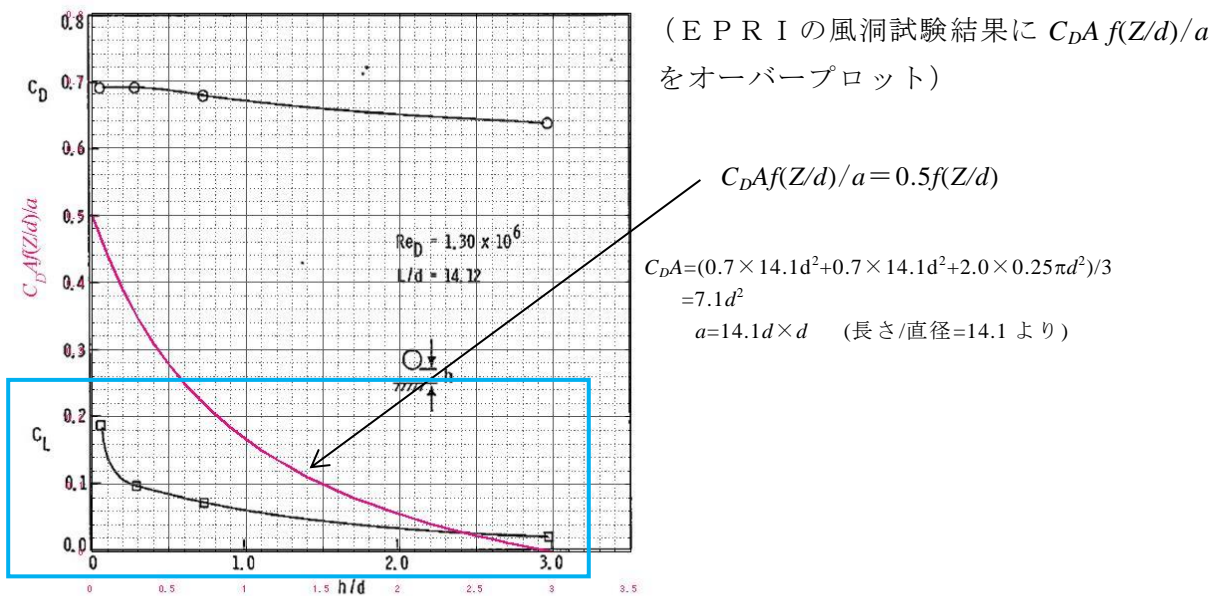 （ＥＰＲＩの風洞試験結果に C_DA f(Z/d)/a
をオーバープロット）
C_DAf(Z/d)/a＝0.5f(Z/d)
C_DA=(0.7×14.1d²+0.7×14.1d²+2.0×0.25πd²)/3
=7.1d²
a=14.1d×d (長さ/直径=14.1 より)
0.8
C_D 0.7
0.6
0.5
C_DAf(Z/d)/a
0.4
0.3
0.2
C_L
0.1
0.0
Re_D = 1.30 x 10⁶
L/d = 14.12
h
0 1.0 2.0 3.0
h/d
0 0.5 1 1.5 2 2.5 3 3.5